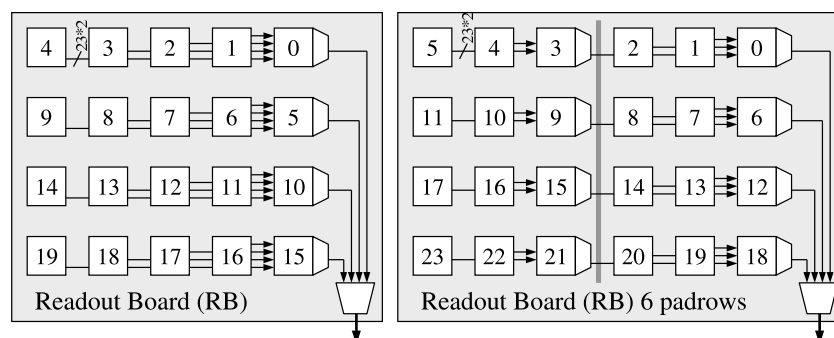 23*2
4 3 2 1 0
9 8 7 6 5
14 13 12 11 10
19 18 17 16 15
Readout Board (RB)
23*2
5 4 3 2 1 0
11 10 9 8 7 6
17 16 15 14 13 12
23 22 21 20 19 18
Readout Board (RB) 6 padrows